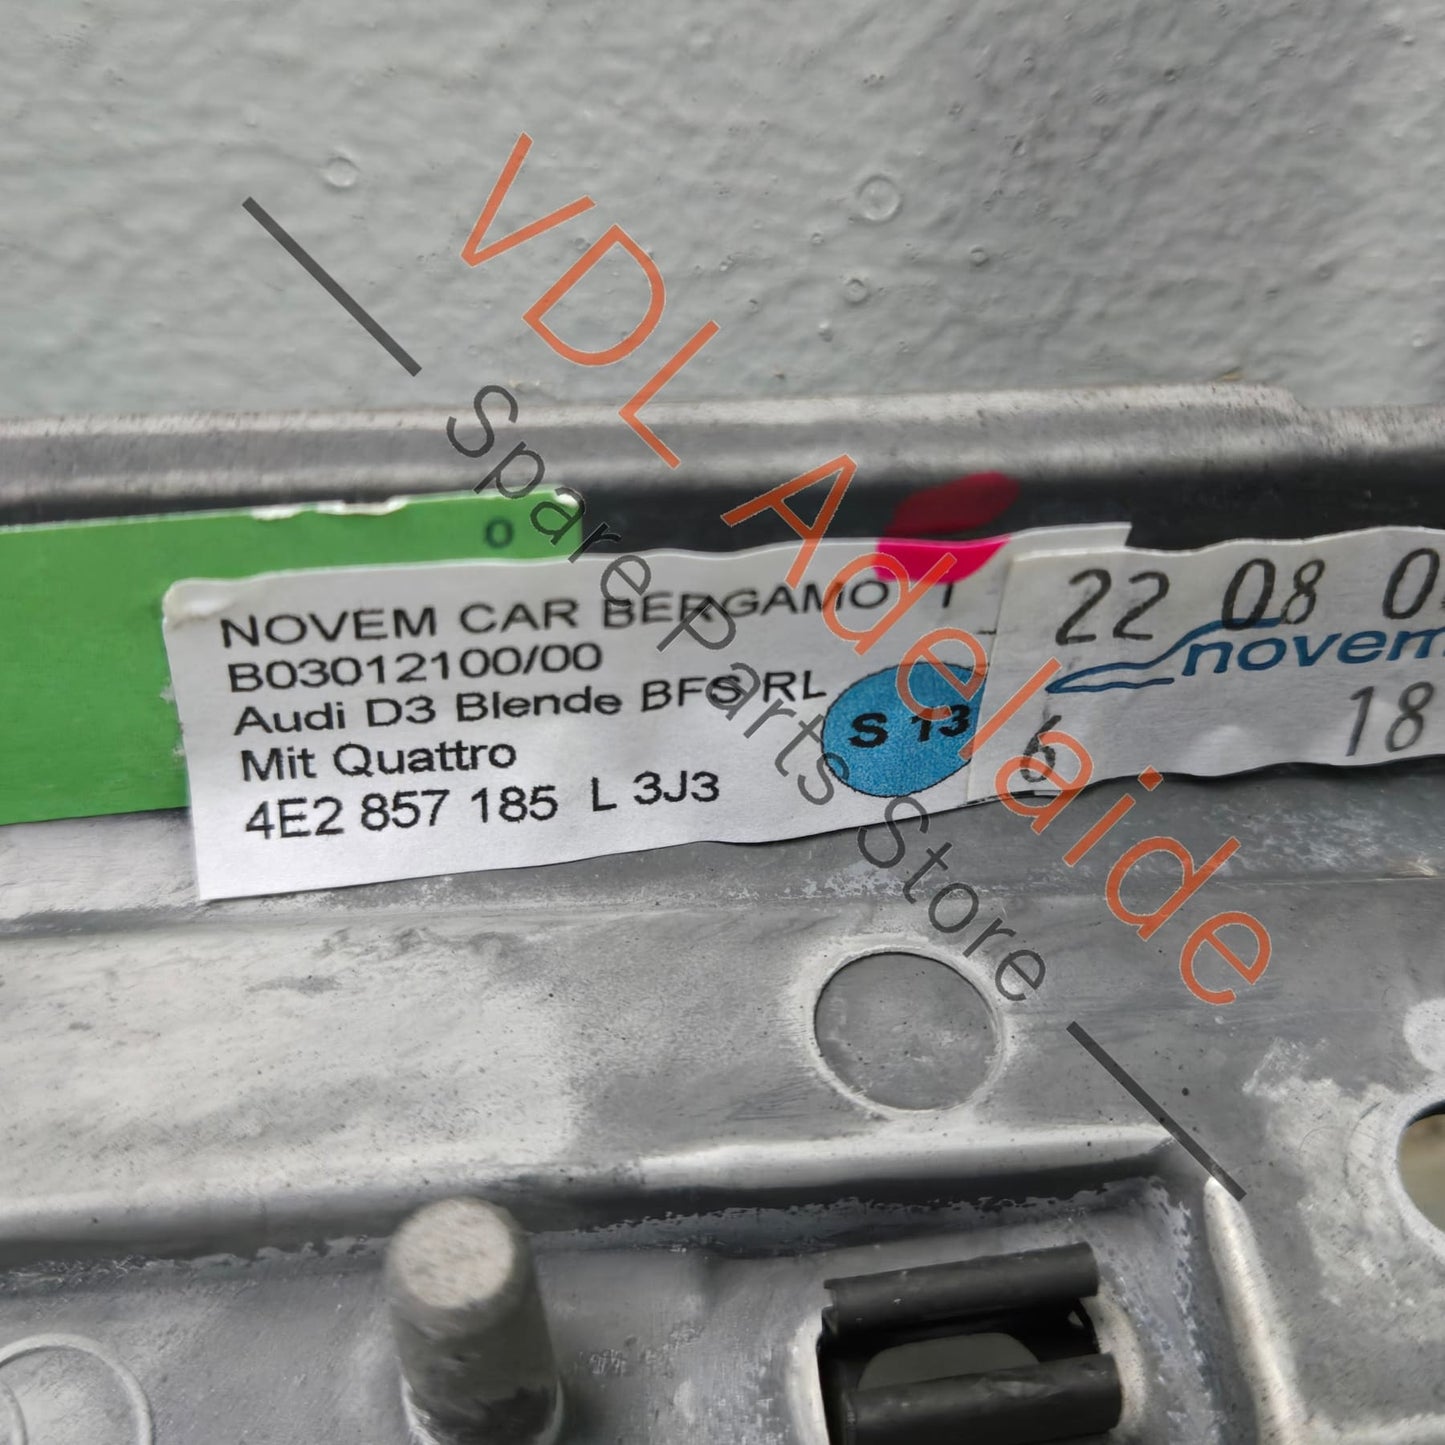 VDL Adelaide
Spare Parts Store
0
NOVEM CAR BERGAMO
B03012100/00
Audi D3 Blende BFS RL
Mit Quattro
4E2 857 185 L 3J3
S 13
6
22 08
novem
18